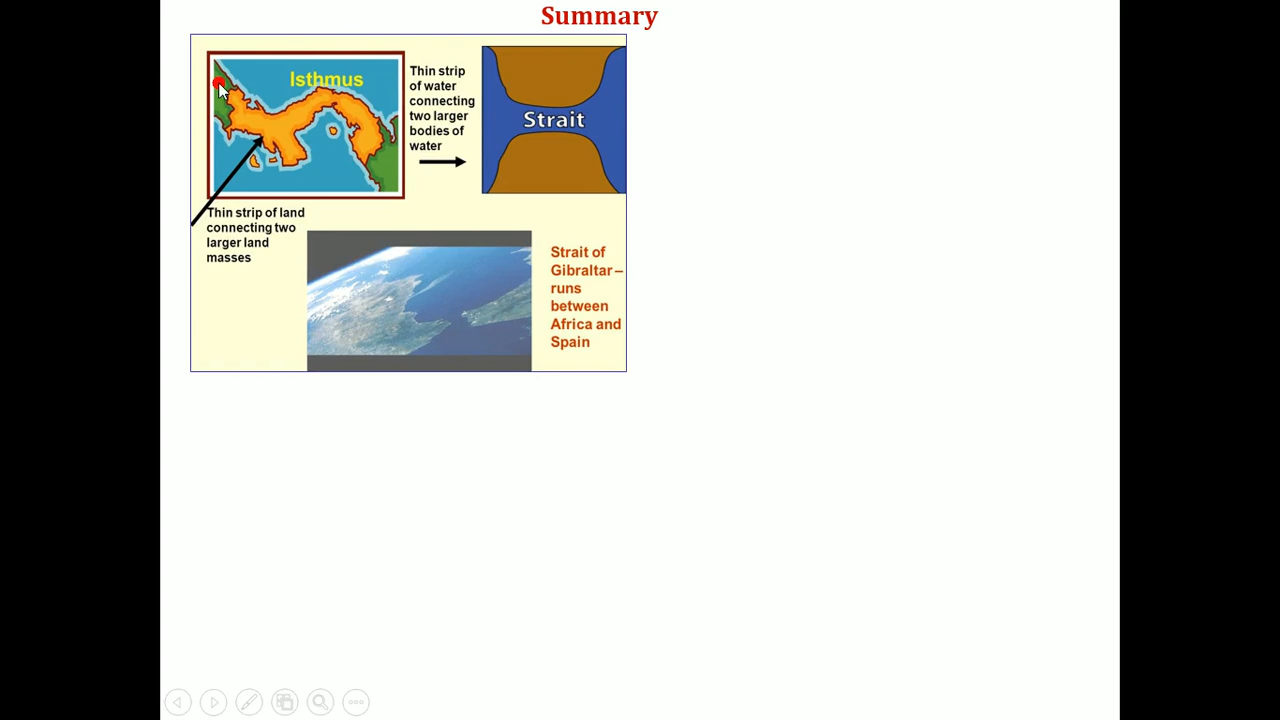 Summary
Isthmus
Thin strip
of water
connecting
two larger
bodies of
water
Strait
Thin strip of land
connecting two
larger land
masses
Strait of
Gibraltar–
runs
between
Africa and
Spain